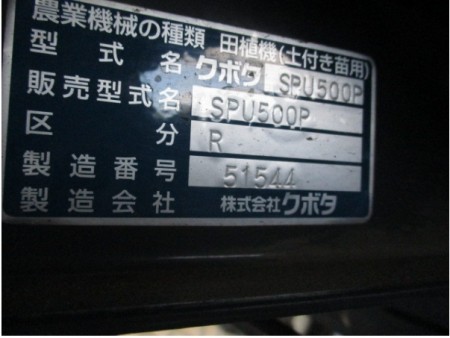 農業機械の種類 田植機(土付き苗用)
型式名 クボタ SPU500P
販売型式名 SPU500P
区分 R
製造番号 51544
製造会社 株式会社クボタ